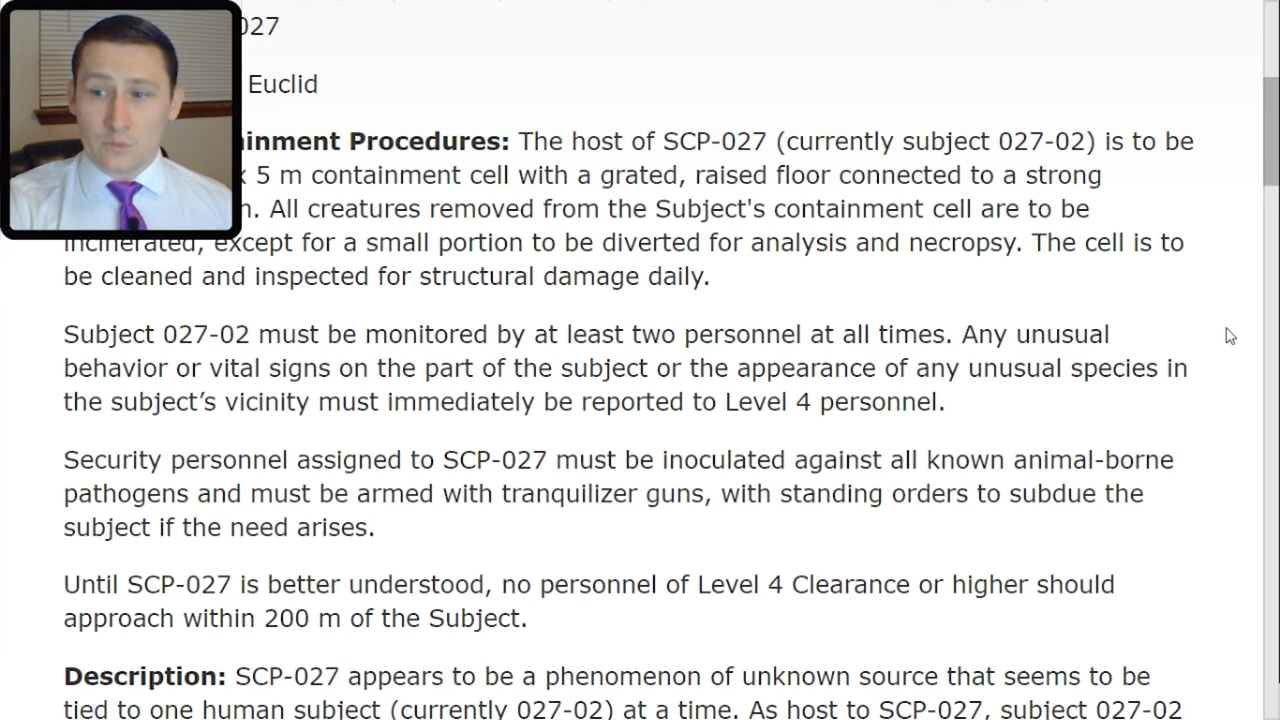 027
Euclid
ainment Procedures: The host of SCP-027 (currently subject 027-02) is to be
5 m containment cell with a grated, raised floor connected to a strong
n. All creatures removed from the Subject's containment cell are to be
incinerated, except for a small portion to be diverted for analysis and necropsy. The cell is to
be cleaned and inspected for structural damage daily.
Subject 027-02 must be monitored by at least two personnel at all times. Any unusual
behavior or vital signs on the part of the subject or the appearance of any unusual species in
the subject’s vicinity must immediately be reported to Level 4 personnel.
Security personnel assigned to SCP-027 must be inoculated against all known animal-borne
pathogens and must be armed with tranquilizer guns, with standing orders to subdue the
subject if the need arises.
Until SCP-027 is better understood, no personnel of Level 4 Clearance or higher should
approach within 200 m of the Subject.
Description: SCP-027 appears to be a phenomenon of unknown source that seems to be
tied to one human subject (currently 027-02) at a time. As host to SCP-027, subject 027-02